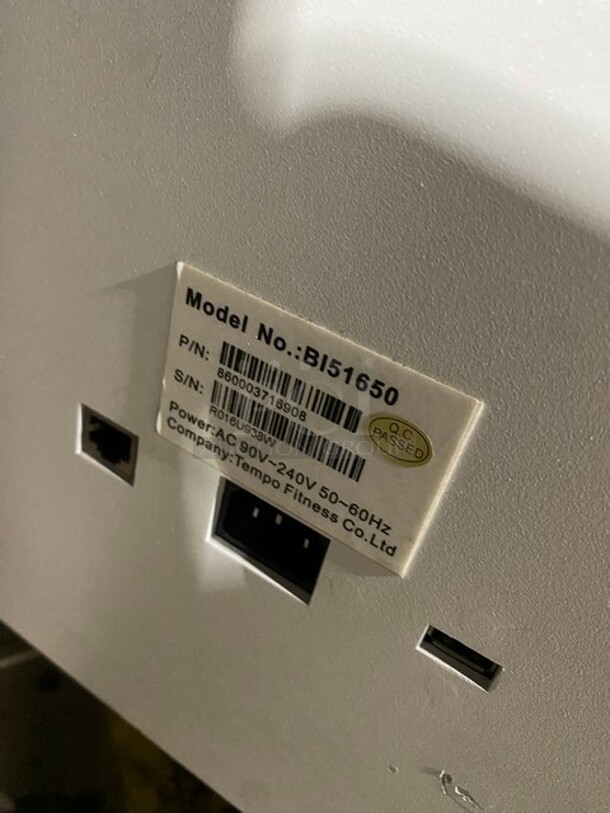 Model No.:BI51650
P/N:
860003716908
S/N:
R016U938W
Q.C.
PASSED
Power:AC 90V~240V 50~60Hz
Company:Tempo Fitness Co.Ltd